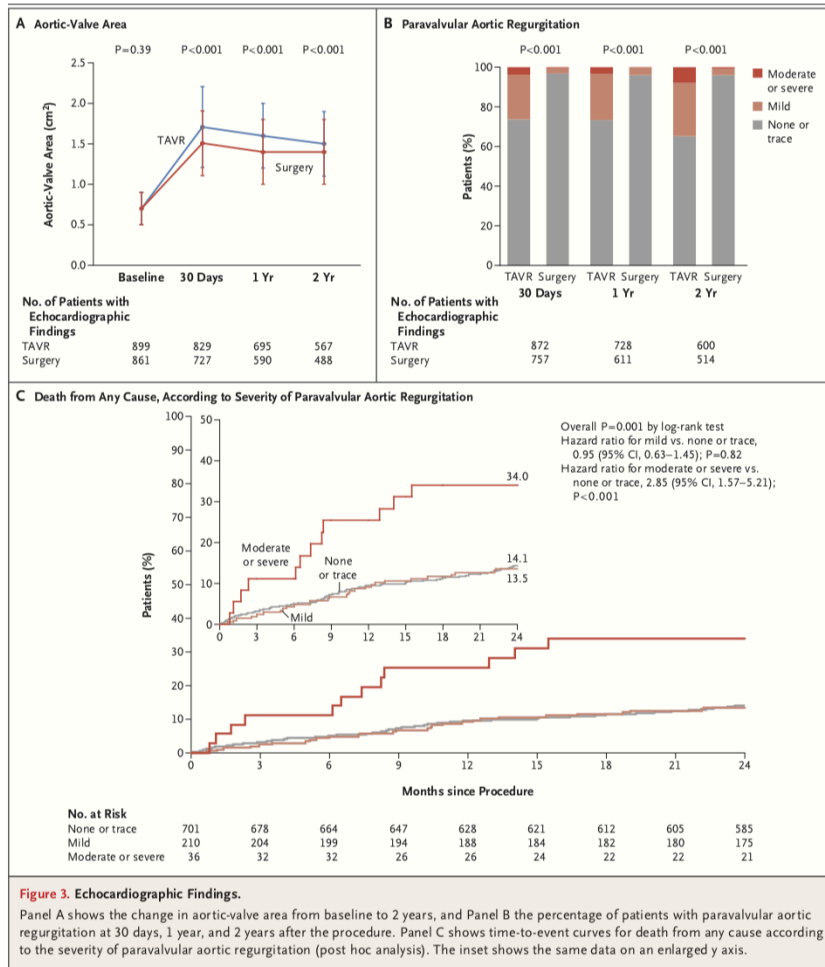 A Aortic-Valve Area
P=0.39 P<0.001 P<0.001 P<0.001
2.5
2.0
1.5
1.0
0.5
0.0
Aortic-Valve Area (cm²)
TAVR
Surgery
Baseline 30 Days 1 Yr 2 Yr
No. of Patients with
Echocardiographic
Findings
TAVR 899 829 695 567
Surgery 861 727 590 488
B Paravalvular Aortic Regurgitation
P<0.001 P<0.001 P<0.001
100
80
60
40
20
0
Patients (%)
Moderate
or severe
Mild
None or
trace
TAVR Surgery TAVR Surgery TAVR Surgery
30 Days 1 Yr 2 Yr
No. of Patients with
Echocardiographic
Findings
TAVR 872 728 600
Surgery 757 611 514
C Death from Any Cause, According to Severity of Paravalvular Aortic Regurgitation
100
90
80
70
60
50
40
30
20
10
0
Patients (%)
50
40
30
20
10
0
34.0
14.1
13.5
Moderate
or severe
None
or trace
Mild
0 3 6 9 12 15 18 21 24
Overall P=0.001 by log-rank test
Hazard ratio for mild vs. none or trace,
0.95 (95% CI, 0.63–1.45); P=0.82
Hazard ratio for moderate or severe vs.
none or trace, 2.85 (95% CI, 1.57–5.21);
P<0.001
0 3 6 9 12 15 18 21 24
Months since Procedure
No. at Risk
None or trace 701 678 664 647 628 621 612 605 585
Mild 210 204 199 194 188 184 182 180 175
Moderate or severe 36 32 32 26 26 24 22 22 21
Figure 3. Echocardiographic Findings.
Panel A shows the change in aortic-valve area from baseline to 2 years, and Panel B the percentage of patients with paravalvular aortic
regurgitation at 30 days, 1 year, and 2 years after the procedure. Panel C shows time-to-event curves for death from any cause according
to the severity of paravalvular aortic regurgitation (post hoc analysis). The inset shows the same data on an enlarged y axis.